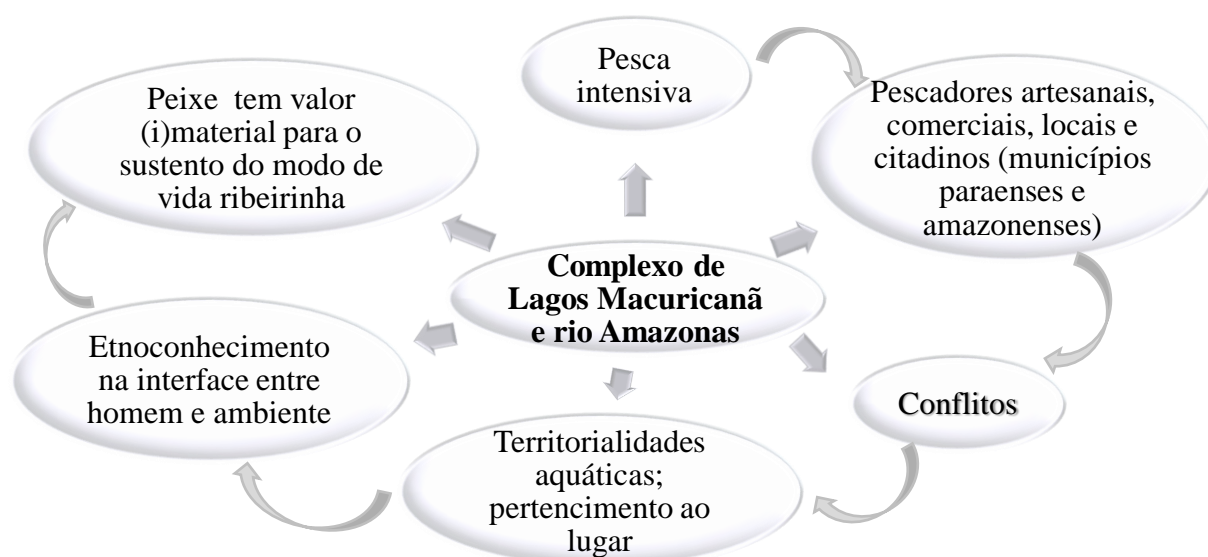 Pesca
intensiva
Pescadores artesanais,
comerciais, locais e
citadinos (municípios
paraenses e
amazonenses)
Conflitos
Territorialidades
aquáticas;
pertencimento ao
lugar
Etnoconhecimento
na interface entre
homem e ambiente
Peixe tem valor
(i)material para o
sustento do modo de
vida ribeirinha
Complexo de
Lagos Macuricanã
e rio Amazonas